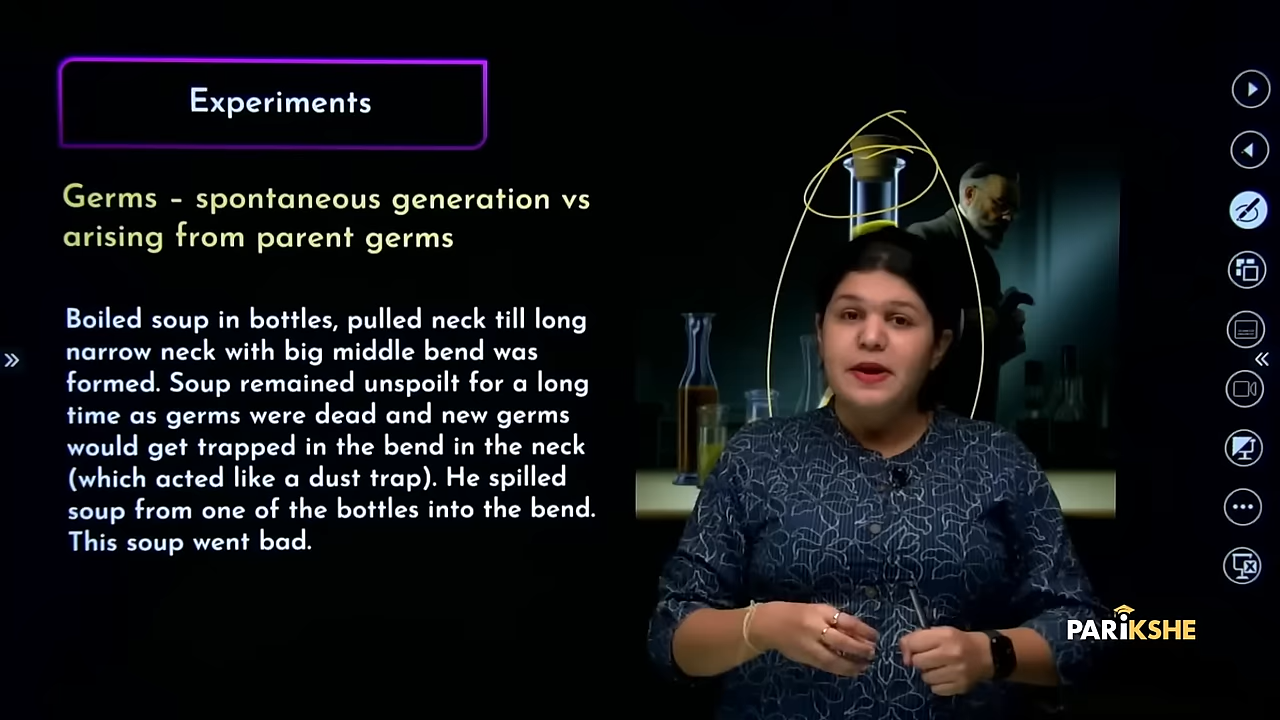 Experiments
Germs – spontaneous generation vs
arising from parent germs
Boiled soup in bottles, pulled neck till long
narrow neck with big middle bend was
formed. Soup remained unspoilt for a long
time as germs were dead and new germs
would get trapped in the bend in the neck
(which acted like a dust trap). He spilled
soup from one of the bottles into the bend.
This soup went bad.
PARIKSHE